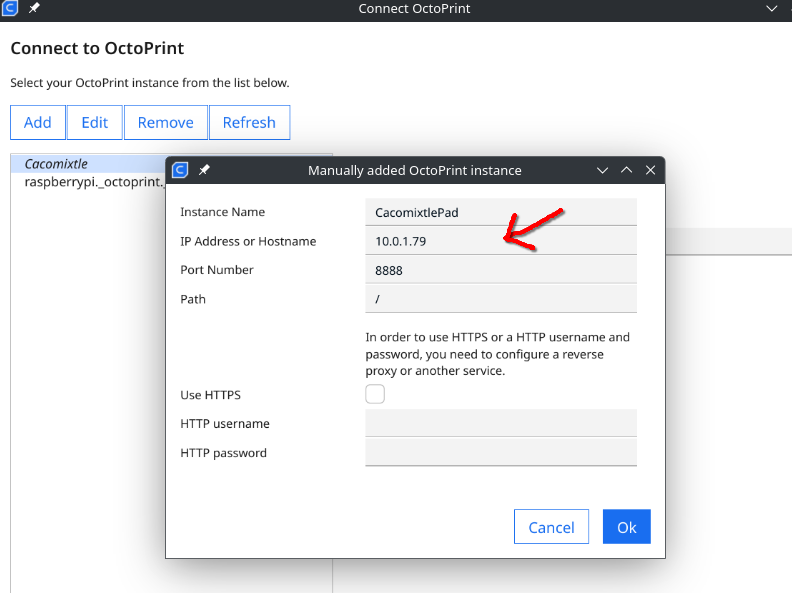 Connect OctoPrint
Connect to OctoPrint
Select your OctoPrint instance from the list below.
Add
Edit
Remove
Refresh
Cacomixtle
raspberrypi._octoprint.
Manually added OctoPrint instance
Instance Name
CacomixtlePad
IP Address or Hostname
10.0.1.79
Port Number
8888
Path
/
In order to use HTTPS or a HTTP username and
password, you need to configure a reverse
proxy or another service.
Use HTTPS
HTTP username
HTTP password
Cancel
Ok